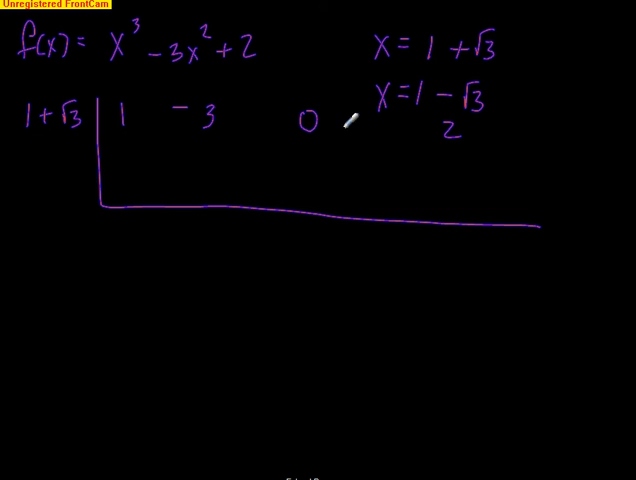 Unregistered FrontCam
f(x) = x³ - 3x² + 2
x = 1 + √3
x = 1 - √3
1 + √3 | 1 - 3 0 2